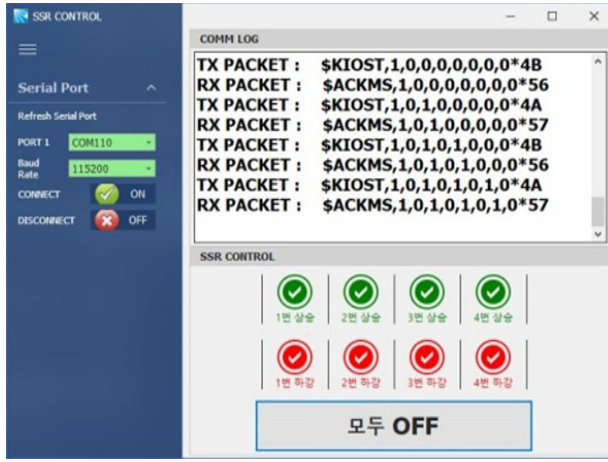 SSR CONTROL
Serial Port
Refresh Serial Port
PORT 1 COM110
Baud Rate 115200
CONNECT ON
DISCONNECT OFF
COMM LOG
TX PACKET : $KIOST,1,0,0,0,0,0,0,0*4B
RX PACKET : $ACKMS,1,0,0,0,0,0,0,0*56
TX PACKET : $KIOST,1,0,1,0,0,0,0,0*4A
RX PACKET : $ACKMS,1,0,1,0,0,0,0,0*57
TX PACKET : $KIOST,1,0,1,0,1,0,0,0*4B
RX PACKET : $ACKMS,1,0,1,0,1,0,0,0*56
TX PACKET : $KIOST,1,0,1,0,1,0,1,0*4A
RX PACKET : $ACKMS,1,0,1,0,1,0,1,0*57
SSR CONTROL
1번 상승 2번 상승 3번 상승 4번 상승
1번 하강 2번 하강 3번 하강 4번 하강
모두 OFF